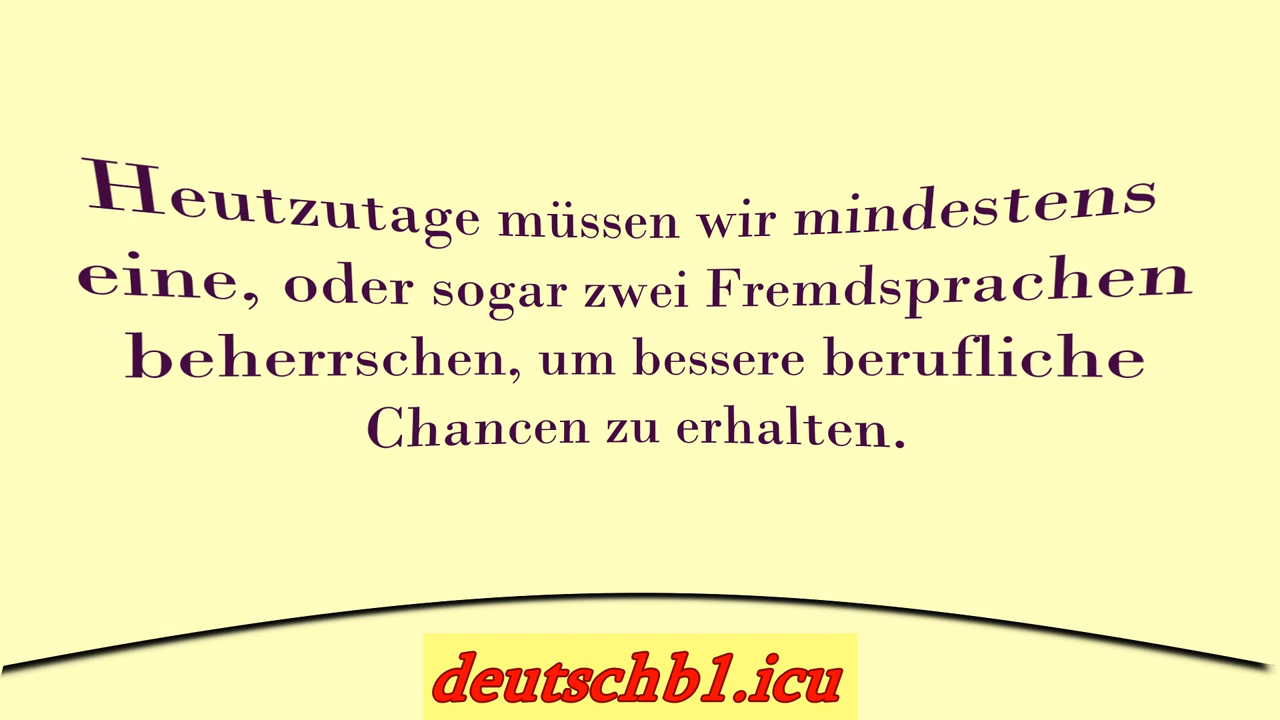 Heutzutage müssen wir mindestens
eine, oder sogar zwei Fremdsprachen
beherrschen, um bessere berufliche
Chancen zu erhalten.
deutschb1.icu